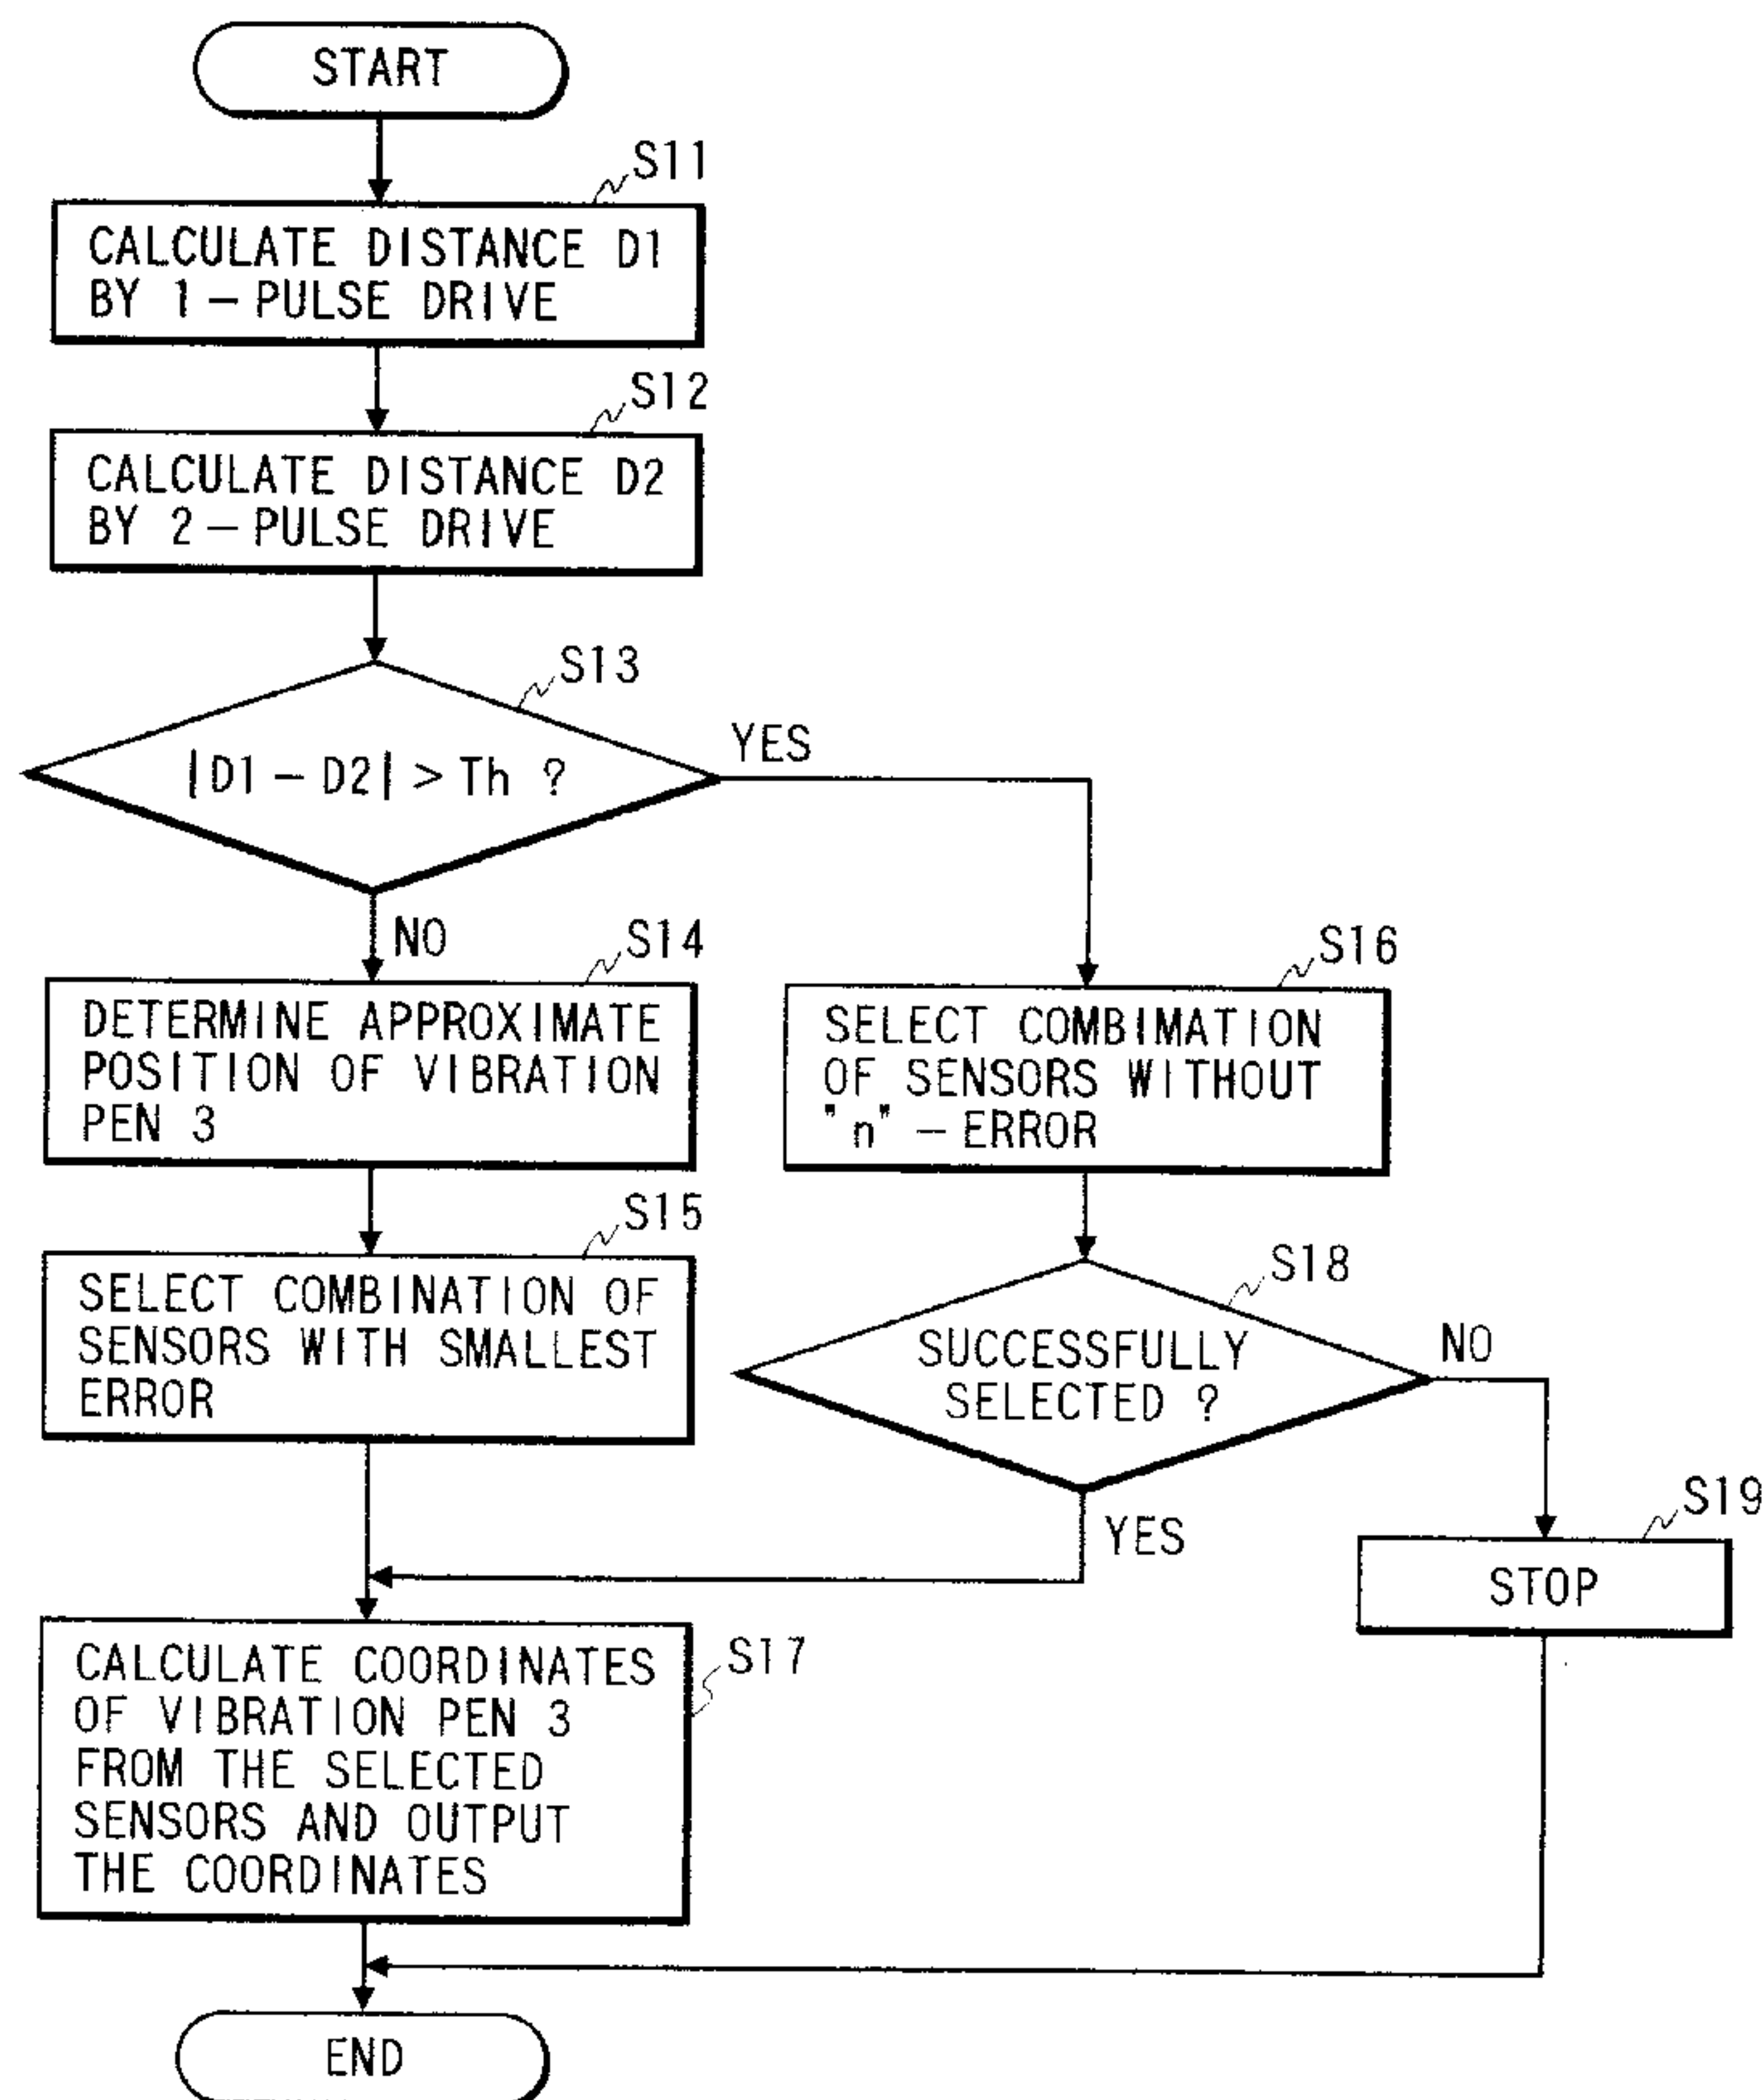 START
S11
CALCULATE DISTANCE D1
BY 1-PULSE DRIVE
S12
CALCULATE DISTANCE D2
BY 2-PULSE DRIVE
S13
|D1-D2|>Th ?
YES
NO
S14
DETERMINE APPROXIMATE
POSITION OF VIBRATION
PEN 3
S16
SELECT COMBIMATION
OF SENSORS WITHOUT
"n"-ERROR
S15
SELECT COMBINATION OF
SENSORS WITH SMALLEST
ERROR
S18
SUCCESSFULLY
SELECTED ?
NO
YES
S19
STOP
S17
CALCULATE COORDINATES
OF VIBRATION PEN 3
FROM THE SELECTED
SENSORS AND OUTPUT
THE COORDINATES
END